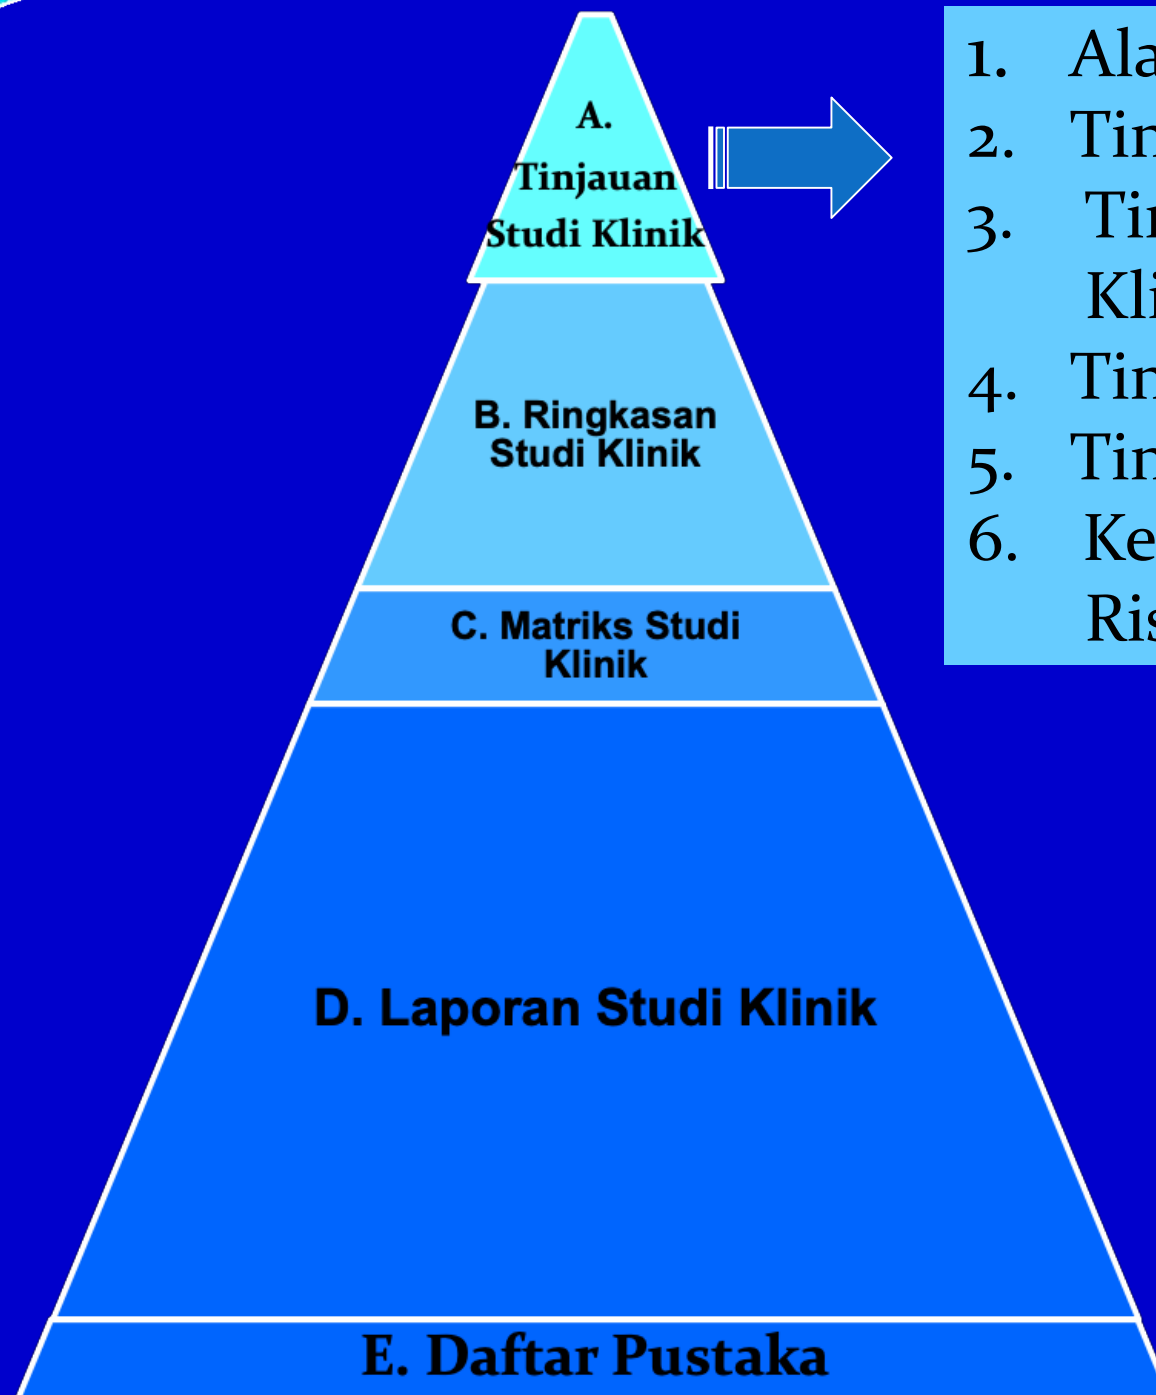 A.
Tinjauan
Studi Klinik
B. Ringkasan
Studi Klinik
C. Matriks Studi
Klinik
D. Laporan Studi Klinik
E. Daftar Pustaka
1.
2.
3.
4.
5.
6.